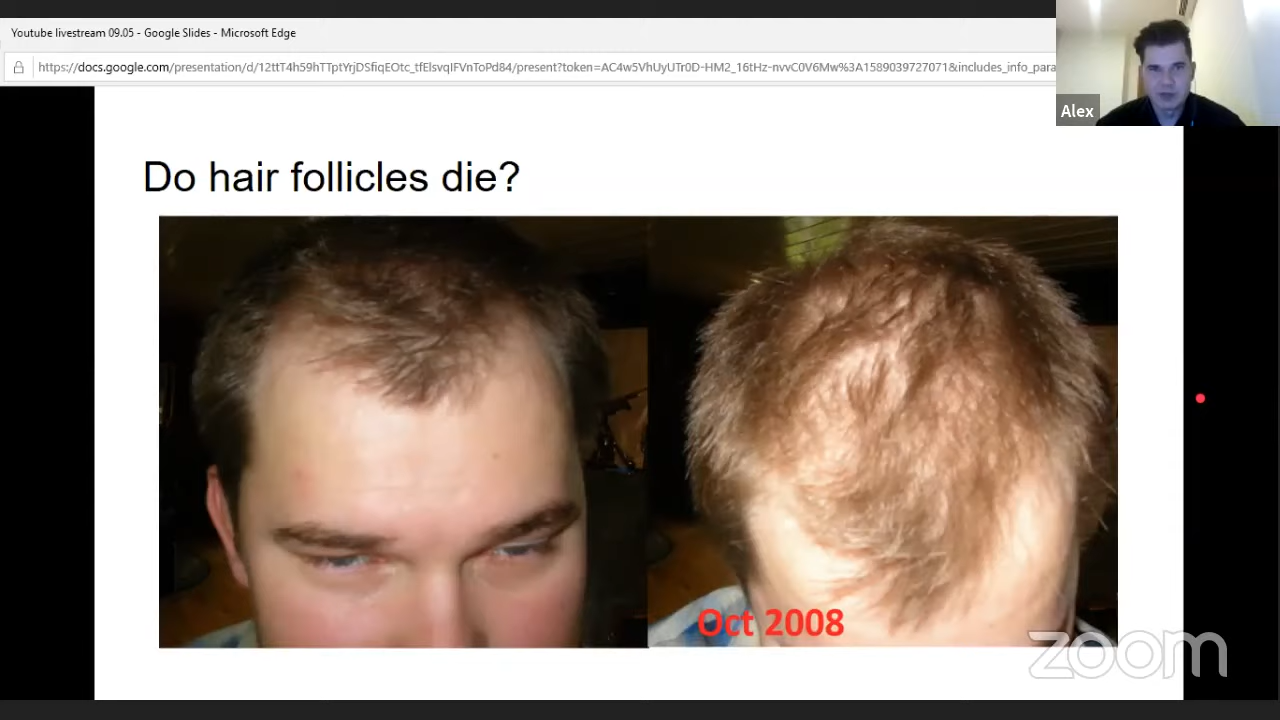 Youtube livestream 09.05 - Google Slides - Microsoft Edge
https://docs.google.com/presentation/d/12ttT4h59hTTptYrjDSfiqEOtc_tfElsvqIFVnToPd84/present?token=AC4w5VhUyUTr0D-HM2_16tHz-nvvC0V6Mw%3A1589039727071&includes_info_para
Alex
Do hair follicles die?
Oct 2008
zoom